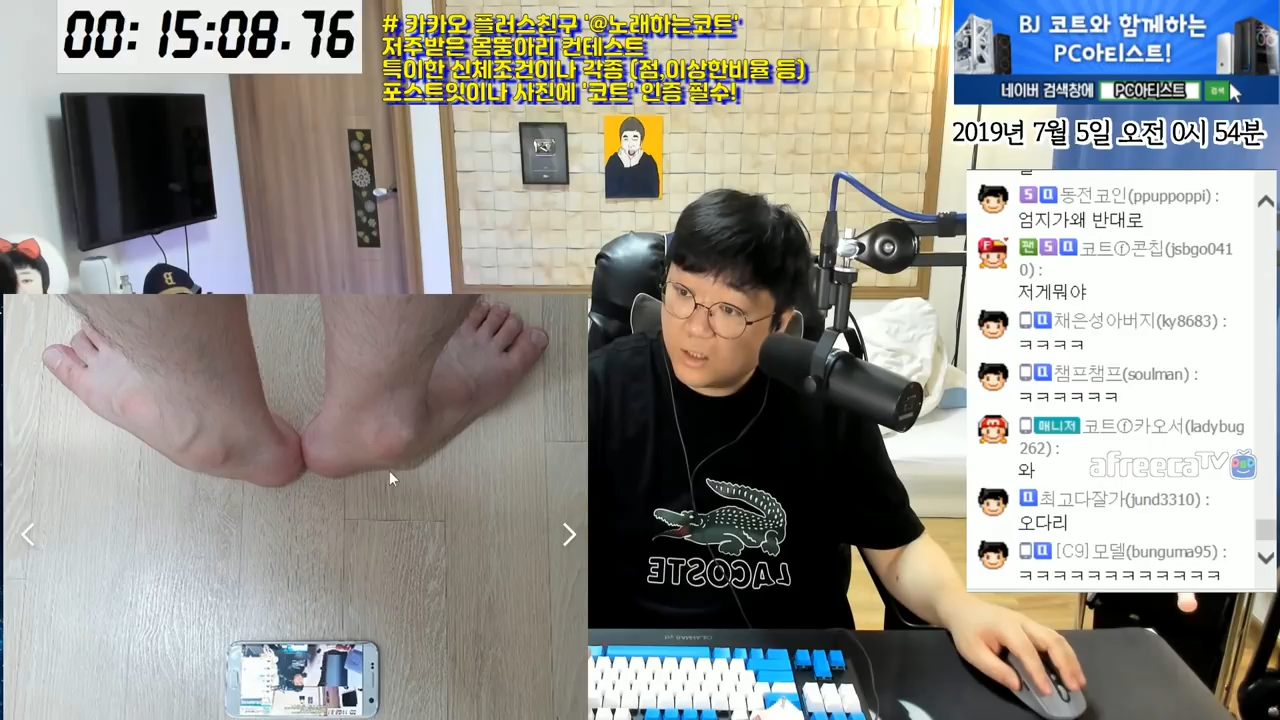 00: 15:08.76
# 카카오 플러스친구 '@노래하는코트'
저주받은 몸뚱아리 컨테스트
특이한 신체조건이나 각종 (점,이상한비율 등)
포스트잇이나 사진에 '코트' 인증 필수!
BJ 코트와 함께하는
PC아티스트!
네이버 검색창에 PC아티스트 검색
2019년 7월 5일 오전 0시 54분
동전코인(ppuppoppi) :
엄지가왜 반대로
팬 S 코트ⓕ콘칩(jsbgo041
0) :
저게뭐야
채은성아버지(ky8683) :
ㅋㅋㅋㅋ
챔프챔프(soulman) :
ㅋㅋㅋㅋㅋㅋ
매니저 코트ⓕ카오서(ladybug
262) :
와
afreecaTV
최고다잘가(jund3310) :
오다리
[C9]모델(bunguma95) :
ㅋㅋㅋㅋㅋㅋㅋㅋㅋㅋㅋㅋ
LACOSTE